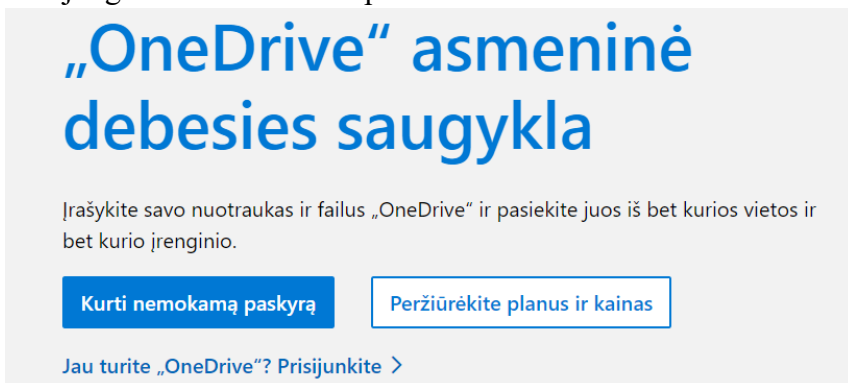 „OneDrive“ asmeninė
debesies saugykla
Įrašykite savo nuotraukas ir failus „OneDrive“ ir pasiekite juos iš bet kurios vietos ir
bet kurio įrenginio.
Kurti nemokamą paskyrą
Peržiūrėkite planus ir kainas
Jau turite „OneDrive“? Prisijunkite >